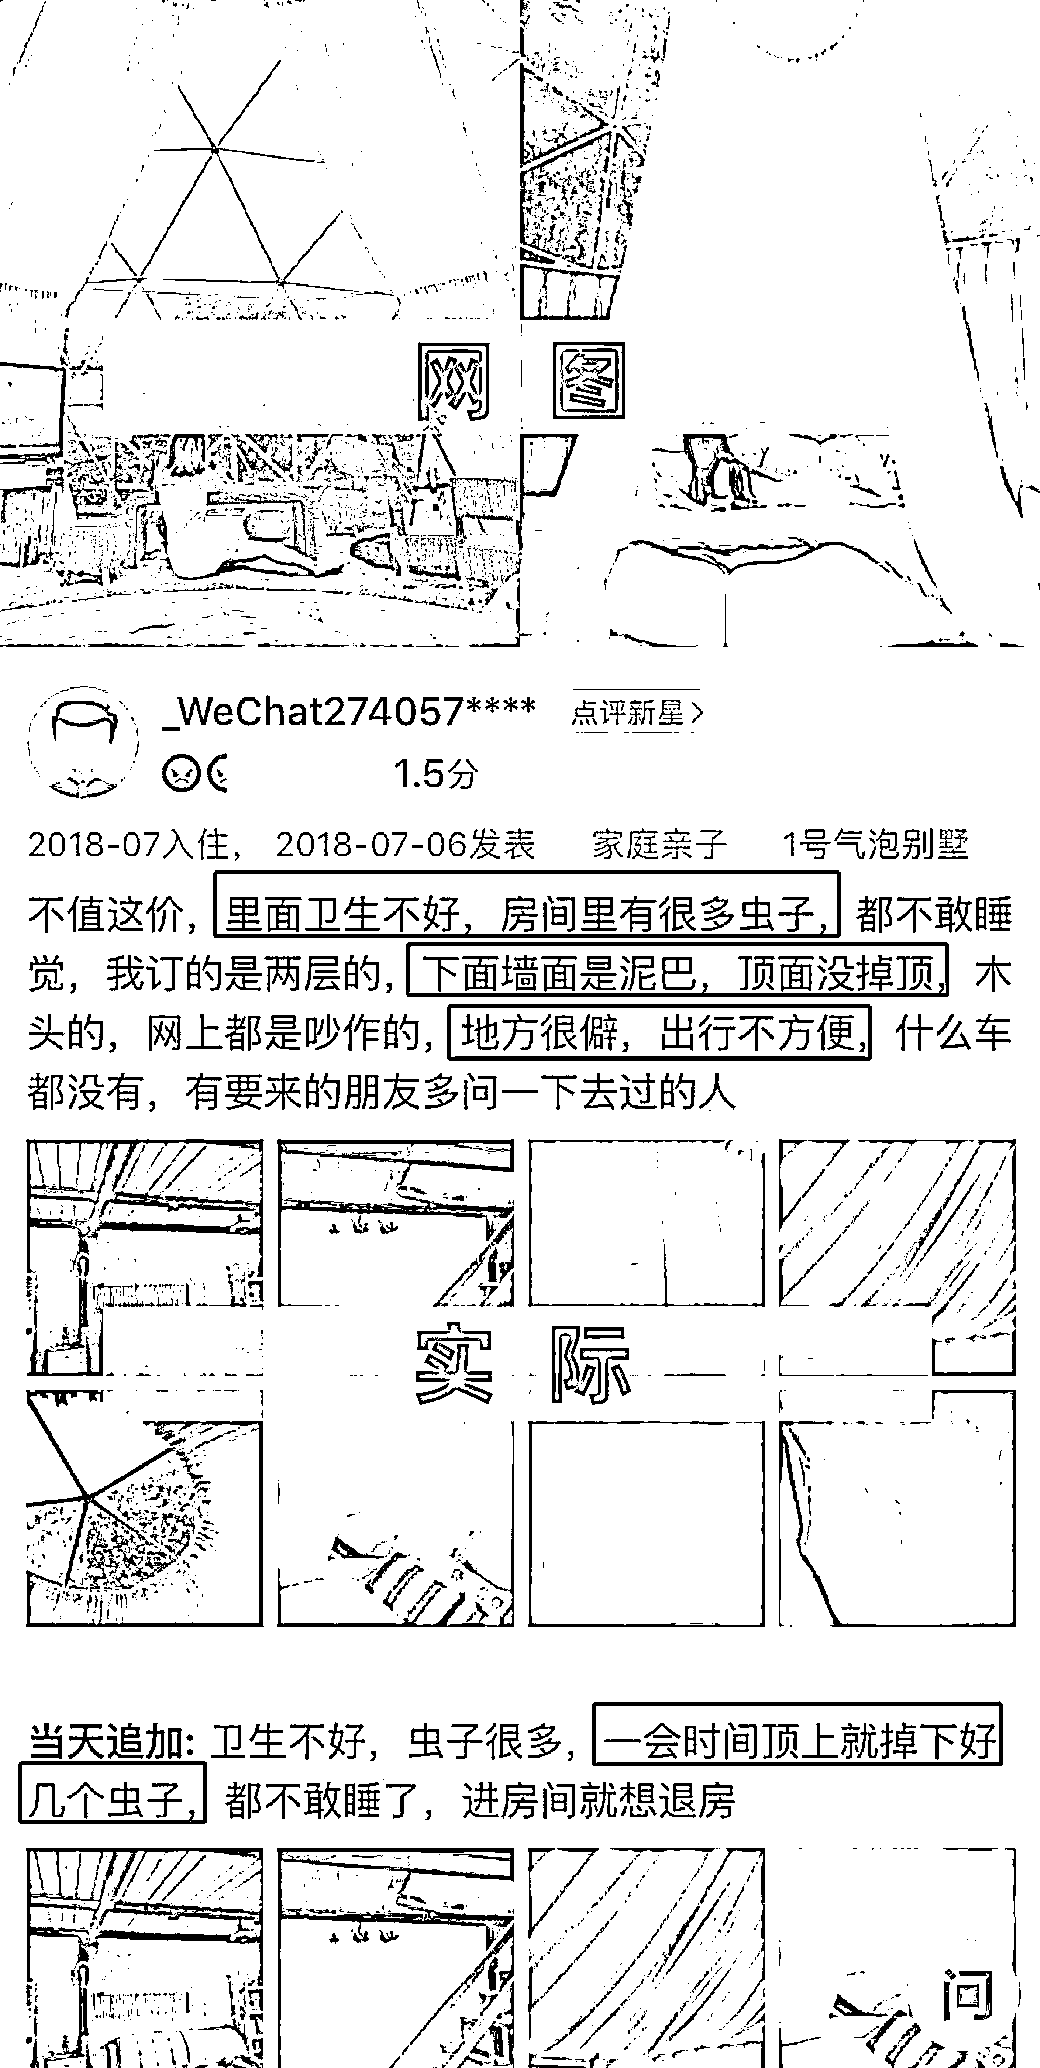 网 图
_WeChat274057**** 点评新星>
1.5分
2018-07入住， 2018-07-06发表 家庭亲子 1号气泡别墅
不值这价，里面卫生不好，房间里有很多虫子，都不敢睡
觉，我订的是两层的，下面墙面是泥巴，顶面没掉顶，木
头的，网上都是吵作的，地方很僻，出行不方便，什么车
都没有，有要来的朋友多问一下去过的人
实 际
当天追加: 卫生不好，虫子很多，一会时间顶上就掉下好
几个虫子，都不敢睡了，进房间就想退房
问